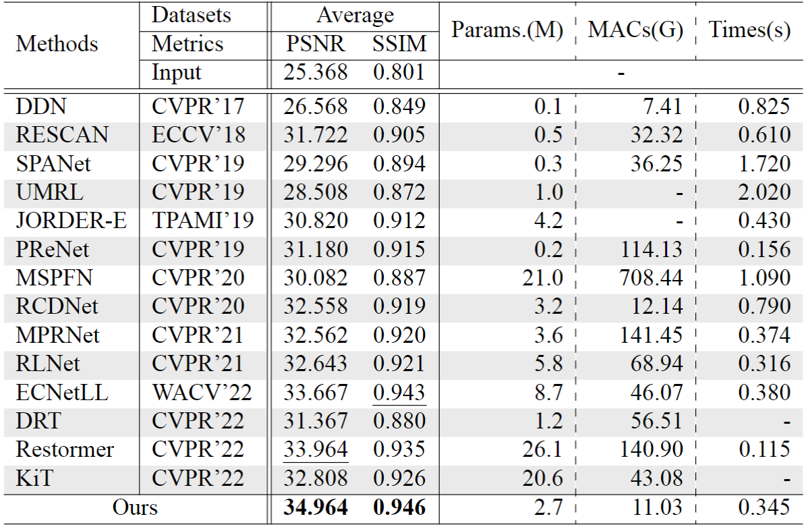 Methods Datasets Average Params.(M) MACs(G) Times(s)
Metrics PSNR SSIM
Input 25.368 0.801 -
DDN CVPR'17 26.568 0.849 0.1 7.41 0.825
RESCAN ECCV'18 31.722 0.905 0.5 32.32 0.610
SPANet CVPR'19 29.296 0.894 0.3 36.25 1.720
UMRL CVPR'19 28.508 0.872 1.0 - 2.020
JORDER-E TPAMI'19 30.820 0.912 4.2 - 0.430
PReNet CVPR'19 31.180 0.915 0.2 114.13 0.156
MSPFN CVPR'20 30.082 0.887 21.0 708.44 1.090
RCDNet CVPR'20 32.558 0.919 3.2 12.14 0.790
MPRNet CVPR'21 32.562 0.920 3.6 141.45 0.374
RLNet CVPR'21 32.643 0.921 5.8 68.94 0.316
ECNetLL WACV'22 33.667 0.943 8.7 46.07 0.380
DRT CVPR'22 31.367 0.880 1.2 56.51 -
Restormer CVPR'22 33.964 0.935 26.1 140.90 0.115
KiT CVPR'22 32.808 0.926 20.6 43.08 -
Ours 34.964 0.946 2.7 11.03 0.345